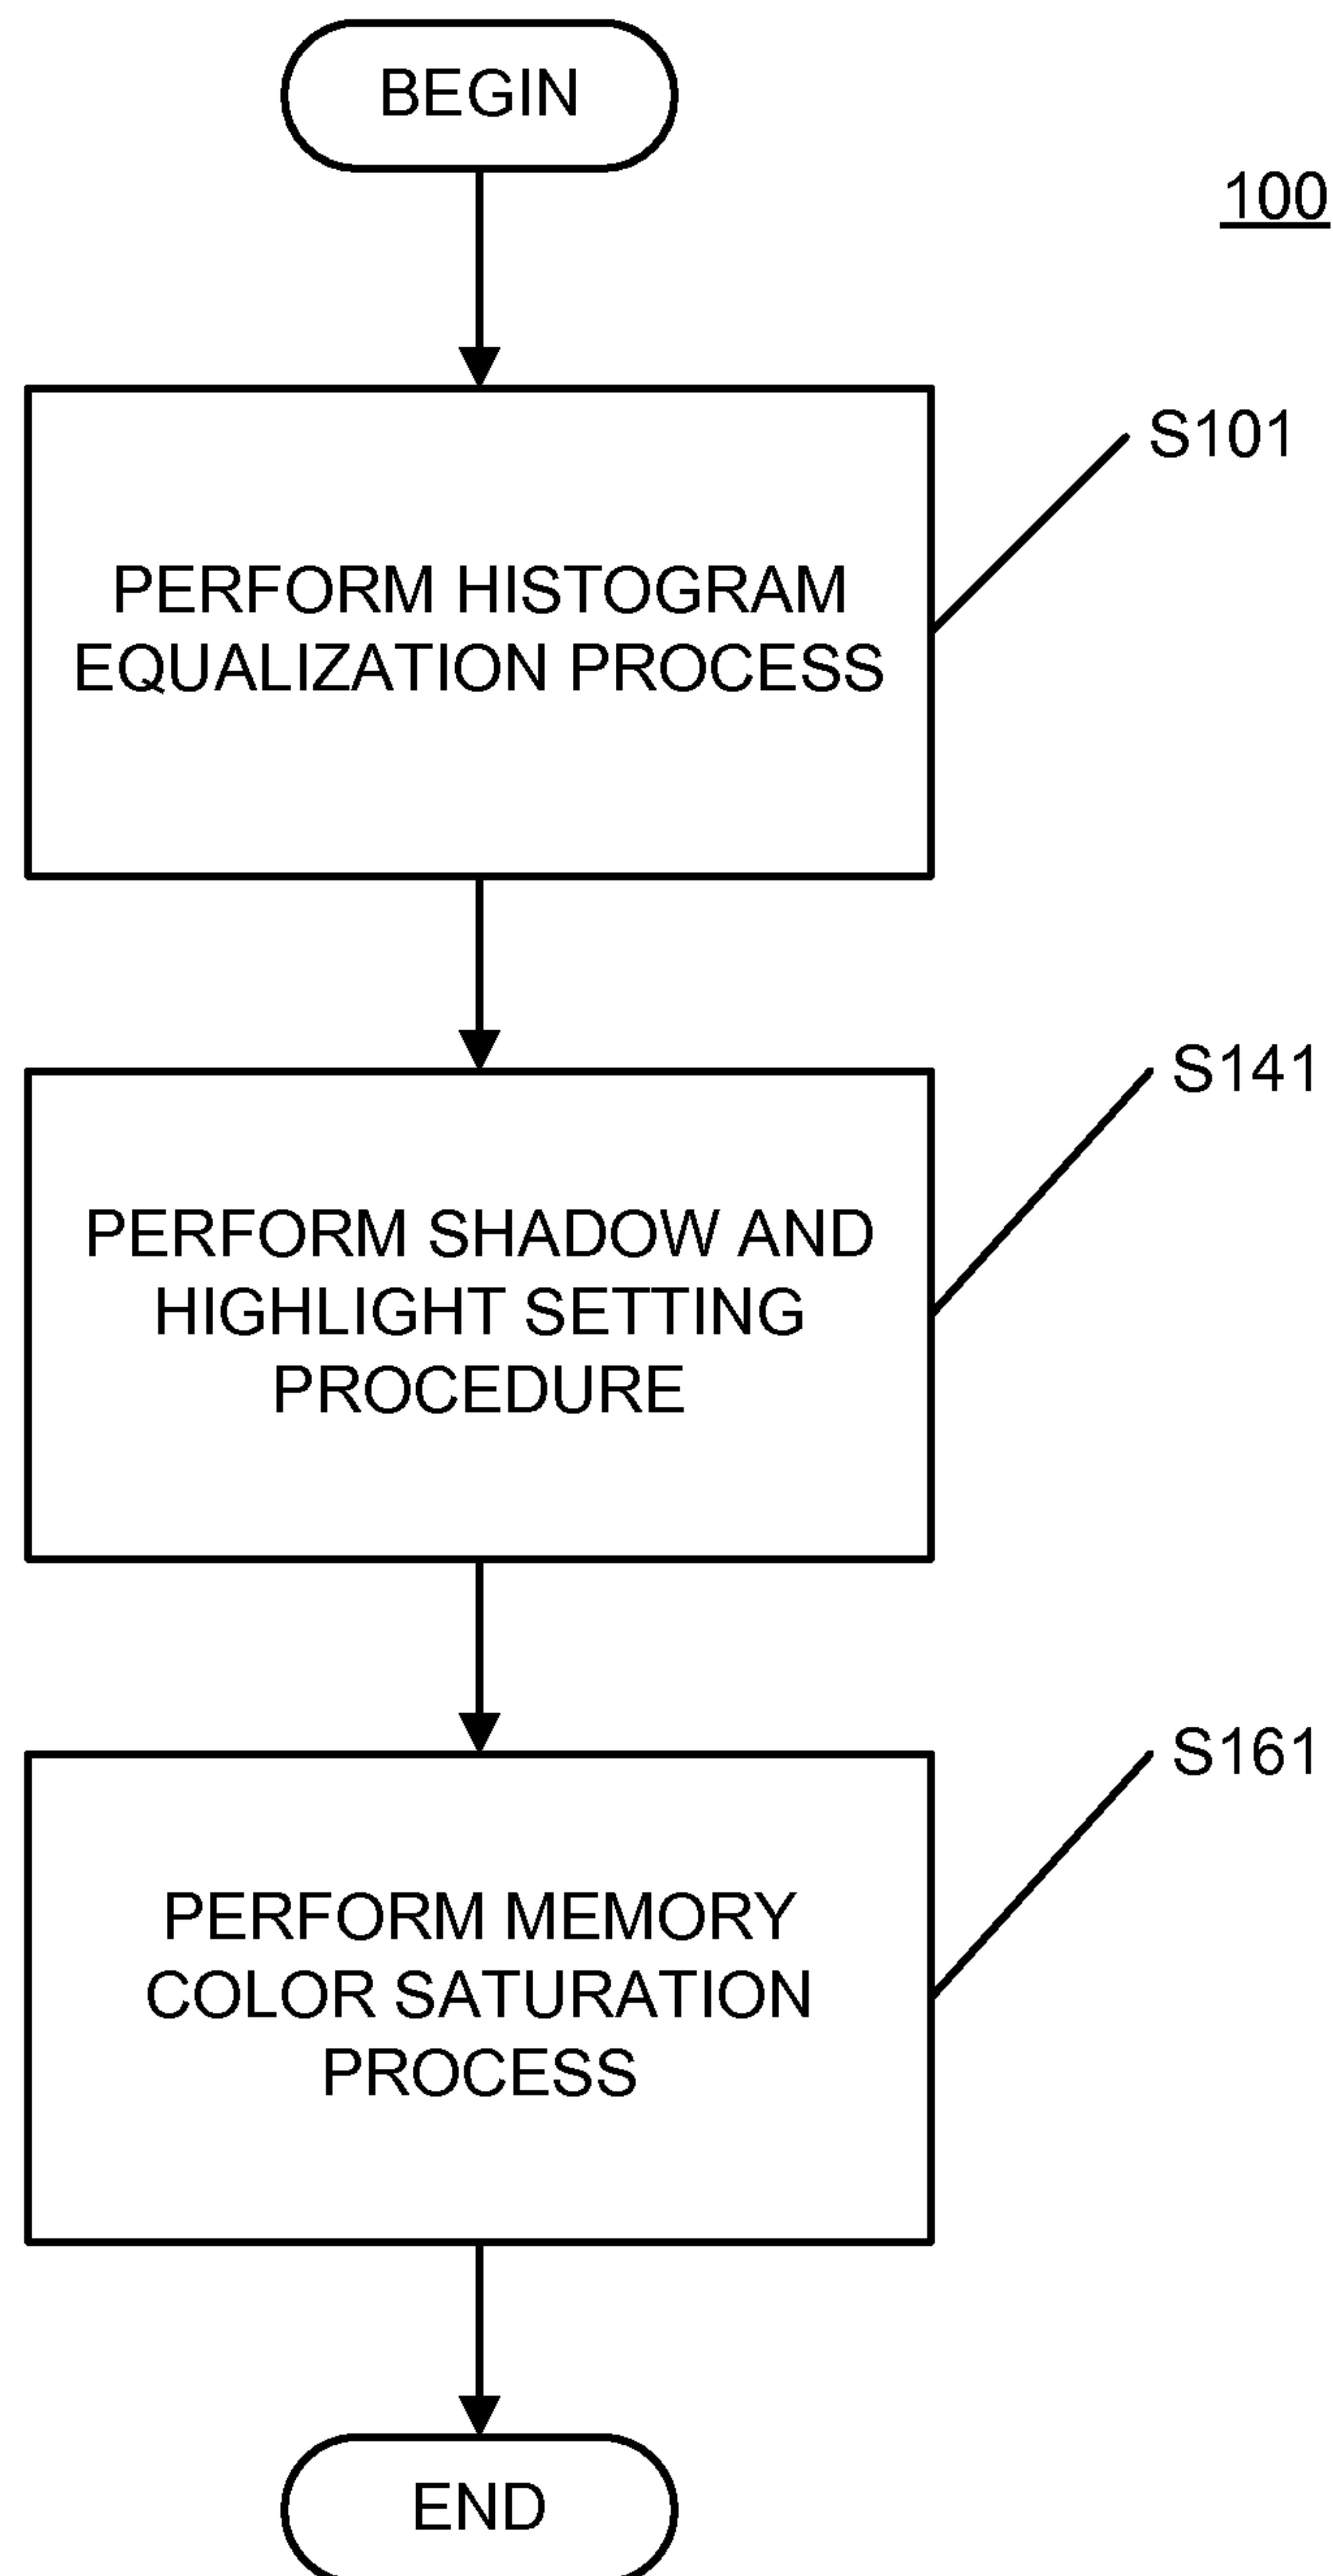 BEGIN
100
S101
PERFORM HISTOGRAM
EQUALIZATION PROCESS
S141
PERFORM SHADOW AND
HIGHLIGHT SETTING
PROCEDURE
S161
PERFORM MEMORY
COLOR SATURATION
PROCESS
END